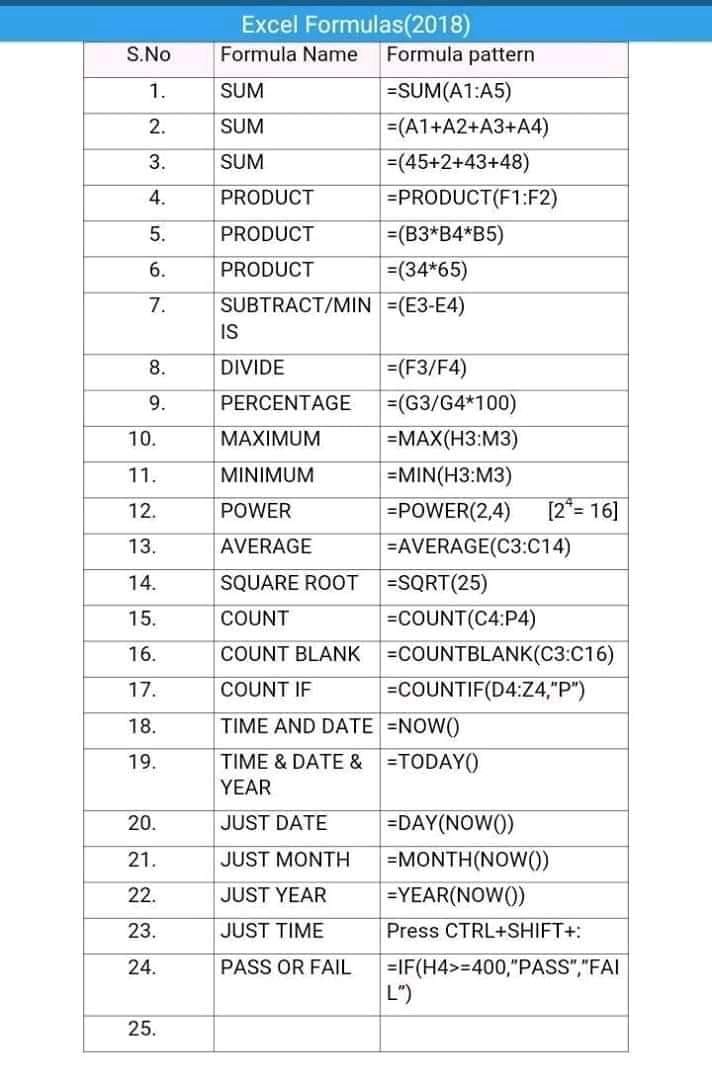 Excel Formulas(2018)
S.No Formula Name Formula pattern
1. SUM =SUM(A1:A5)
2. SUM =(A1+A2+A3+A4)
3. SUM =(45+2+43+48)
4. PRODUCT =PRODUCT(F1:F2)
5. PRODUCT =(B3*B4*B5)
6. PRODUCT =(34*65)
7. SUBTRACT/MIN =(E3-E4)
IS
8. DIVIDE =(F3/F4)
9. PERCENTAGE =(G3/G4*100)
10. MAXIMUM =MAX(H3:M3)
11. MINIMUM =MIN(H3:M3)
12. POWER =POWER(2,4) [2⁴= 16]
13. AVERAGE =AVERAGE(C3:C14)
14. SQUARE ROOT =SQRT(25)
15. COUNT =COUNT(C4:P4)
16. COUNT BLANK =COUNTBLANK(C3:C16)
17. COUNT IF =COUNTIF(D4:Z4,"P")
18. TIME AND DATE =NOW()
19. TIME & DATE & =TODAY()
YEAR
20. JUST DATE =DAY(NOW())
21. JUST MONTH =MONTH(NOW())
22. JUST YEAR =YEAR(NOW())
23. JUST TIME Press CTRL+SHIFT+:
24. PASS OR FAIL =IF(H4>=400,"PASS","FAI
L")
25.